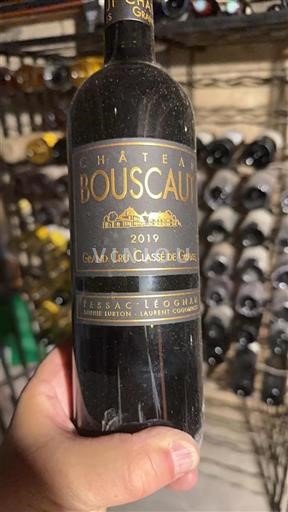 CHÂTEAU
BOUSCAUT
2019
GRAND CRU CLASSÉ DE GRAVES
PESSAC-LÉOGNAN
SOPHIE LURTON - LAURENT COGOMBLES